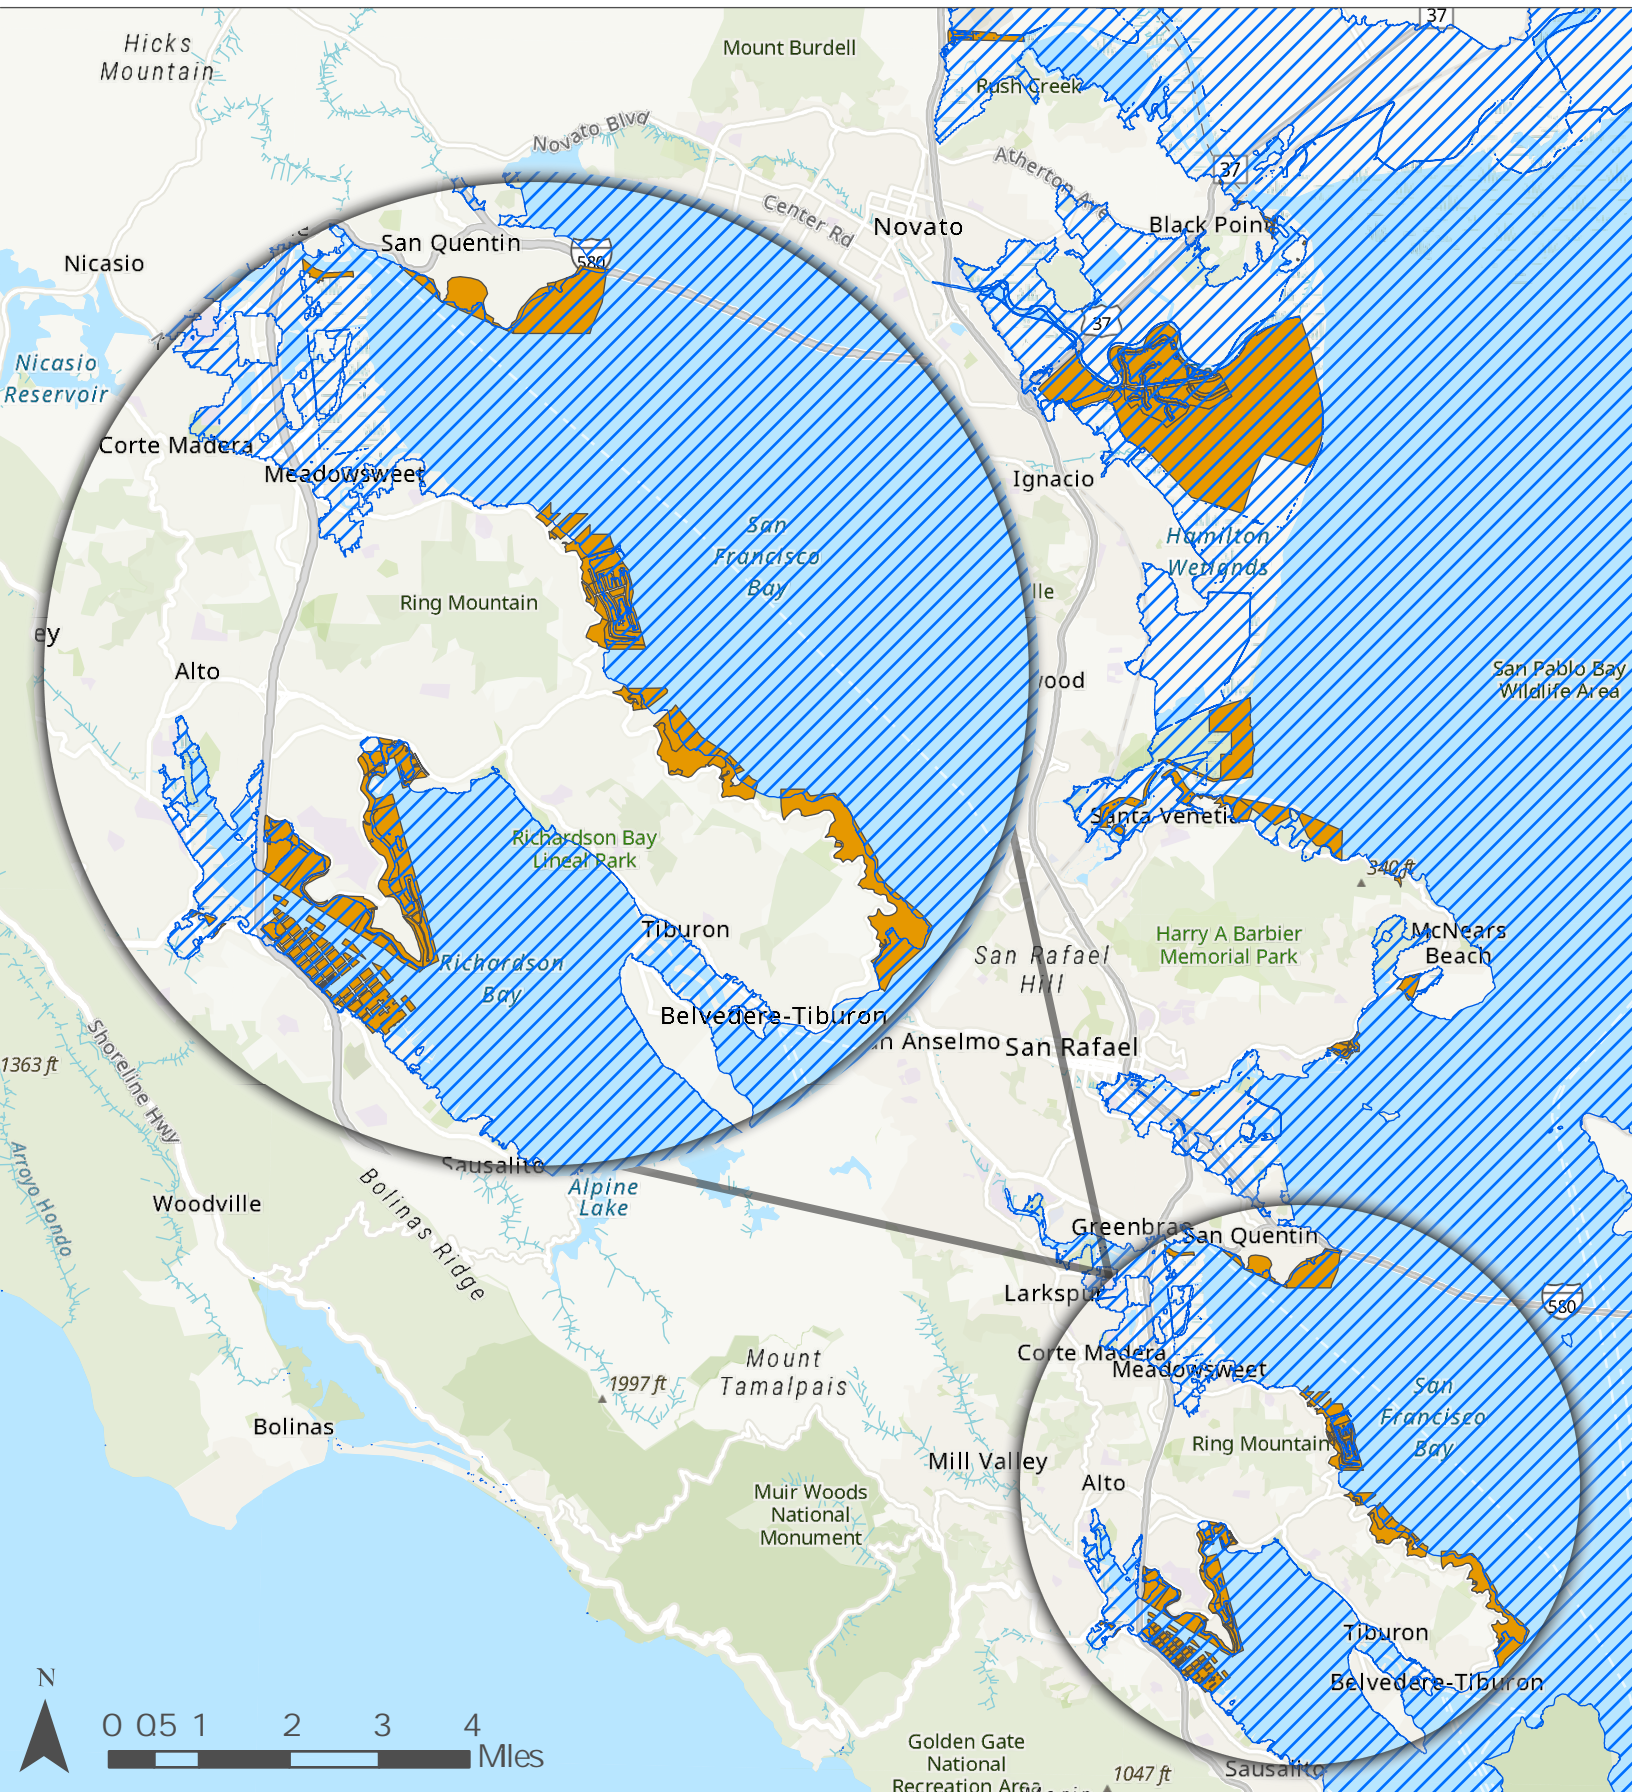 Hicks
Mountain
Mount Burdell
37
Rush Creek
Novato Blvd
Atherton Ave
37
Center Rd
Novato
Black Point
Nicasio
San Quentin
580
37
Nicasio
Reservoir
Corte Madera
Meadowsweet
Ignacio
San
Francisco
Bay
Hamilton
Wetlands
Ring Mountain
lle
ey
Alto
wood
San Pablo Bay
Wildlife Area
Santa Venetia
Richardson Bay
Lineal Park
340 ft
Tiburon
McNears
Beach
Harry A Barbier
Memorial Park
San Rafael
Hill
Richardson
Bay
Belvedere-Tiburon
n Anselmo
San Rafael
Shoreline Hwy
1363 ft
Arroyo Hondo
Sausalito
Bolinas Ridge
Woodville
Alpine
Lake
Greenbrae
San Quentin
Larkspur
580
Corte Madera
Meadowsweet
Mount
Tamalpais
1997 ft
San
Francisco
Bay
Bolinas
Ring Mountain
Mill Valley
Alto
Muir Woods
National
Monument
Tiburon
Belvedere-Tiburon
N
0 0.5 1 2 3 4
Miles
Golden Gate
National
Recreation Area
1047 ft
Sausalito